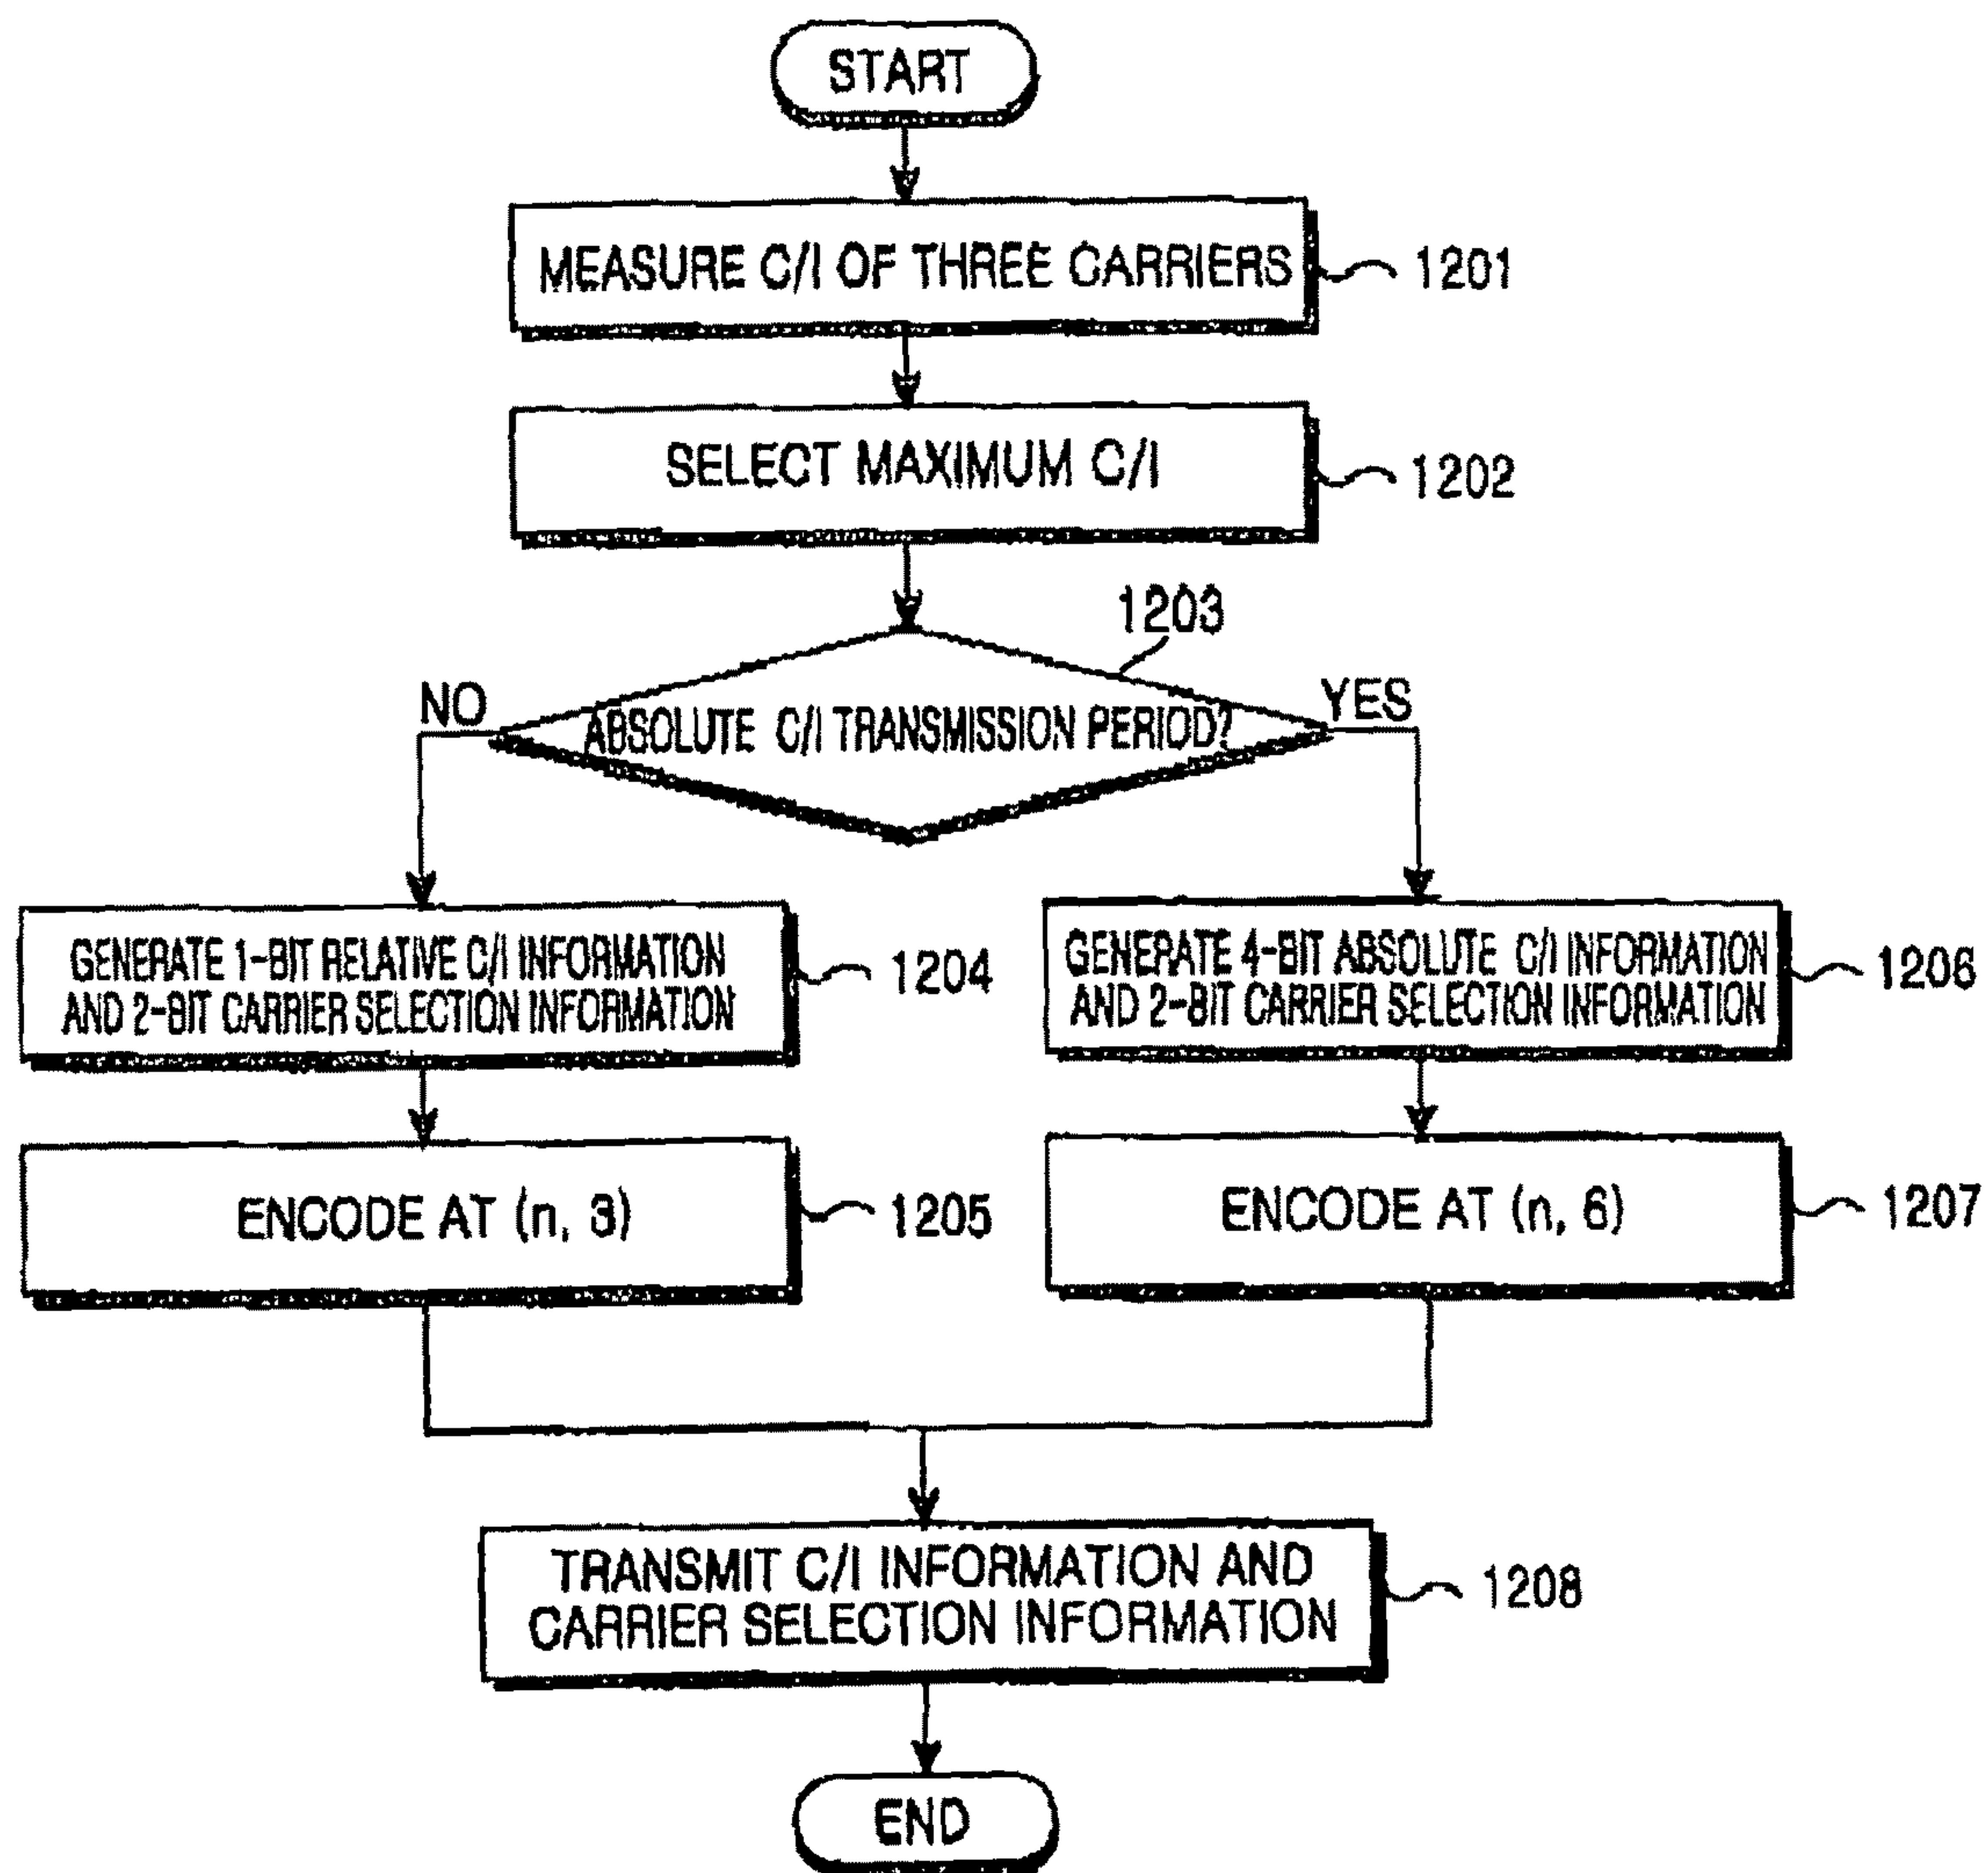 START
MEASURE C/I OF THREE CARRIERS
1201
SELECT MAXIMUM C/I
1202
1203
NO
ABSOLUTE C/I TRANSMISSION PERIOD?
YES
GENERATE 1-BIT RELATIVE C/I INFORMATION
AND 2-BIT CARRIER SELECTION INFORMATION
1204
GENERATE 4-BIT ABSOLUTE C/I INFORMATION
AND 2-BIT CARRIER SELECTION INFORMATION
1206
ENCODE AT (n, 3)
1205
ENCODE AT (n, 6)
1207
TRANSMIT C/I INFORMATION AND
CARRIER SELECTION INFORMATION
1208
END